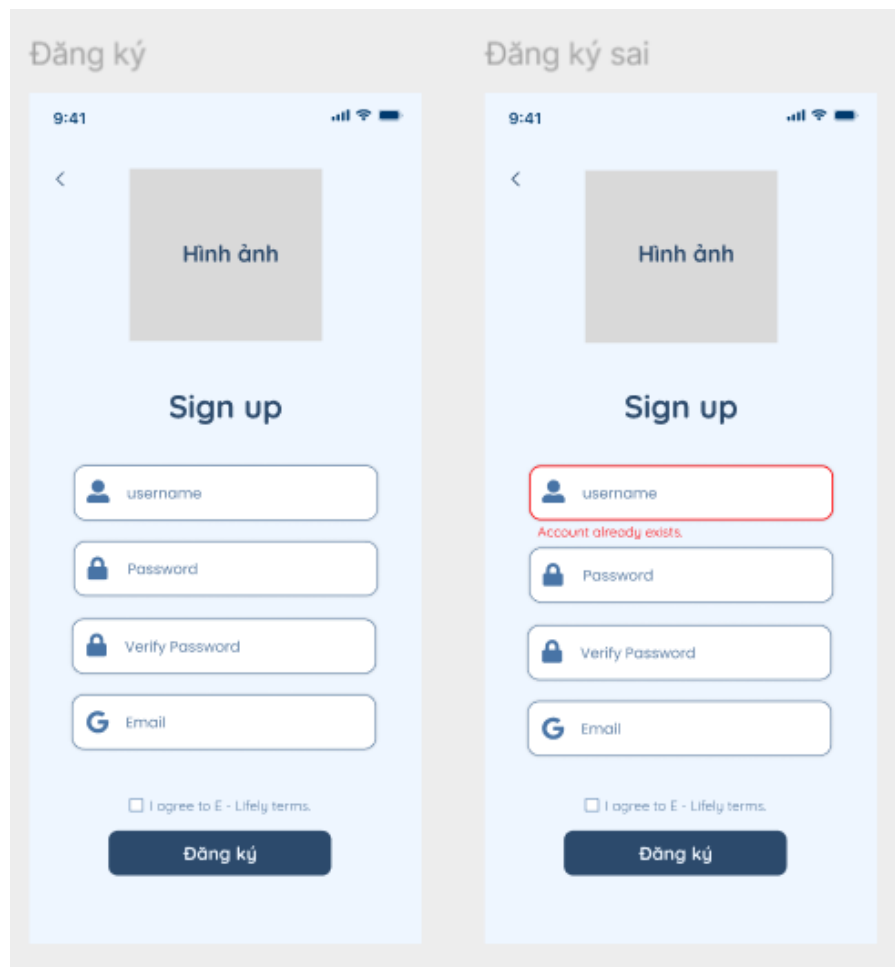 Đăng ký
9:41
Hình ảnh
Sign up
username
Password
Verify Password
G Email
I agree to E - Lifely terms.
Đăng ký
Đăng ký sai
9:41
Hình ảnh
Sign up
username
Account already exists.
Password
Verify Password
G Email
I agree to E - Lifely terms.
Đăng ký